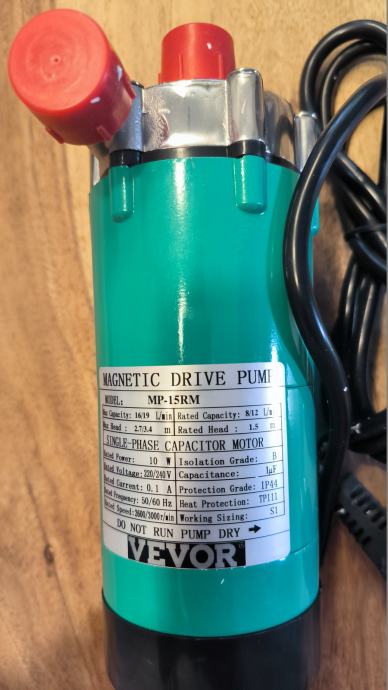 MAGNETIC DRIVE PUMP
MODEL: MP-15RM
Max Capacity: 16/19 L/min Rated Capacity: 8/12 L/m
Max Head : 2.7/3.4 m Rated Head : 1.5 m
SINGLE-PHASE CAPACITOR MOTOR
Rated Power: 10 W Isolation Grade: B
Rated Voltage: 220/240 V Capacitance: 1μF
Rated Current: 0.1 A Protection Grade: IP44
Rated Frequency: 50/60 Hz Heat Protection: TP111
Rated Speed: 2600/3000r/min Working Sizing: S1
DO NOT RUN PUMP DRY →
VEVOR